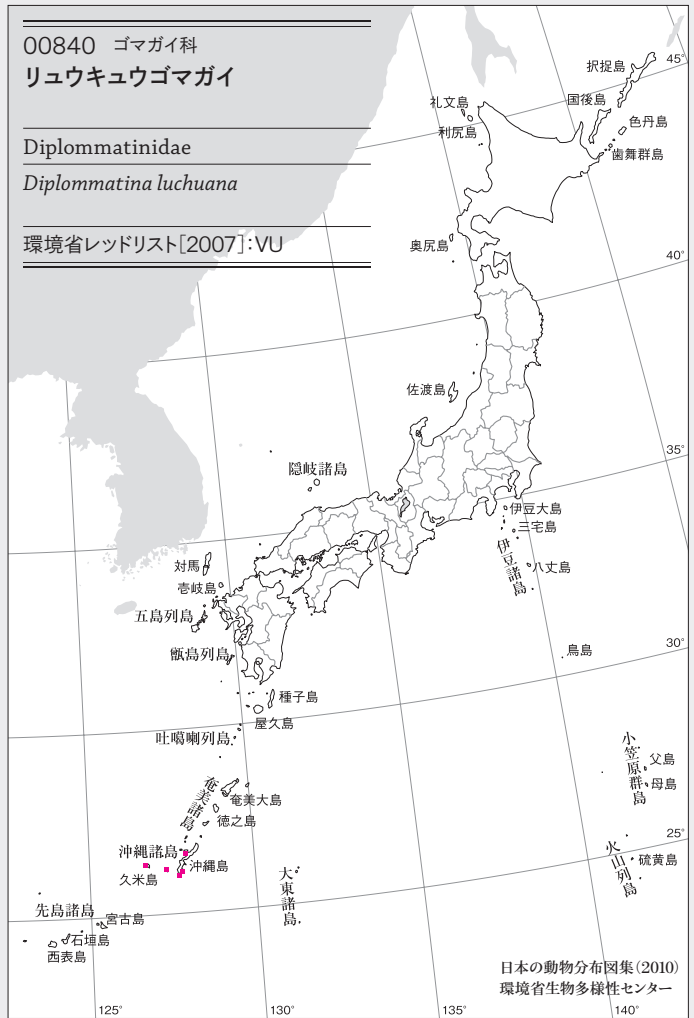 00840 ゴマガイ科
リュウキュウゴマガイ
Diplommatinidae
Diplommatina luchuana
環境省レッドリスト[2007]:VU
択捉島
45°
礼文島
国後島
利尻島
色丹島
歯舞群島
奥尻島
40°
佐渡島
35°
隠岐諸島
伊豆大島
三宅島
伊豆諸島
八丈島
対馬
壱岐島
五島列島
甑島列島
鳥島
30°
種子島
屋久島
吐噶喇列島
小笠原群島
父島
母島
奄美諸島
奄美大島
徳之島
25°
沖縄諸島
沖縄島
久米島
火山列島
硫黄島
大東諸島
先島諸島
宮古島
石垣島
西表島
日本の動物分布図集(2010)
環境省生物多様性センター
125°
130°
135°
140°